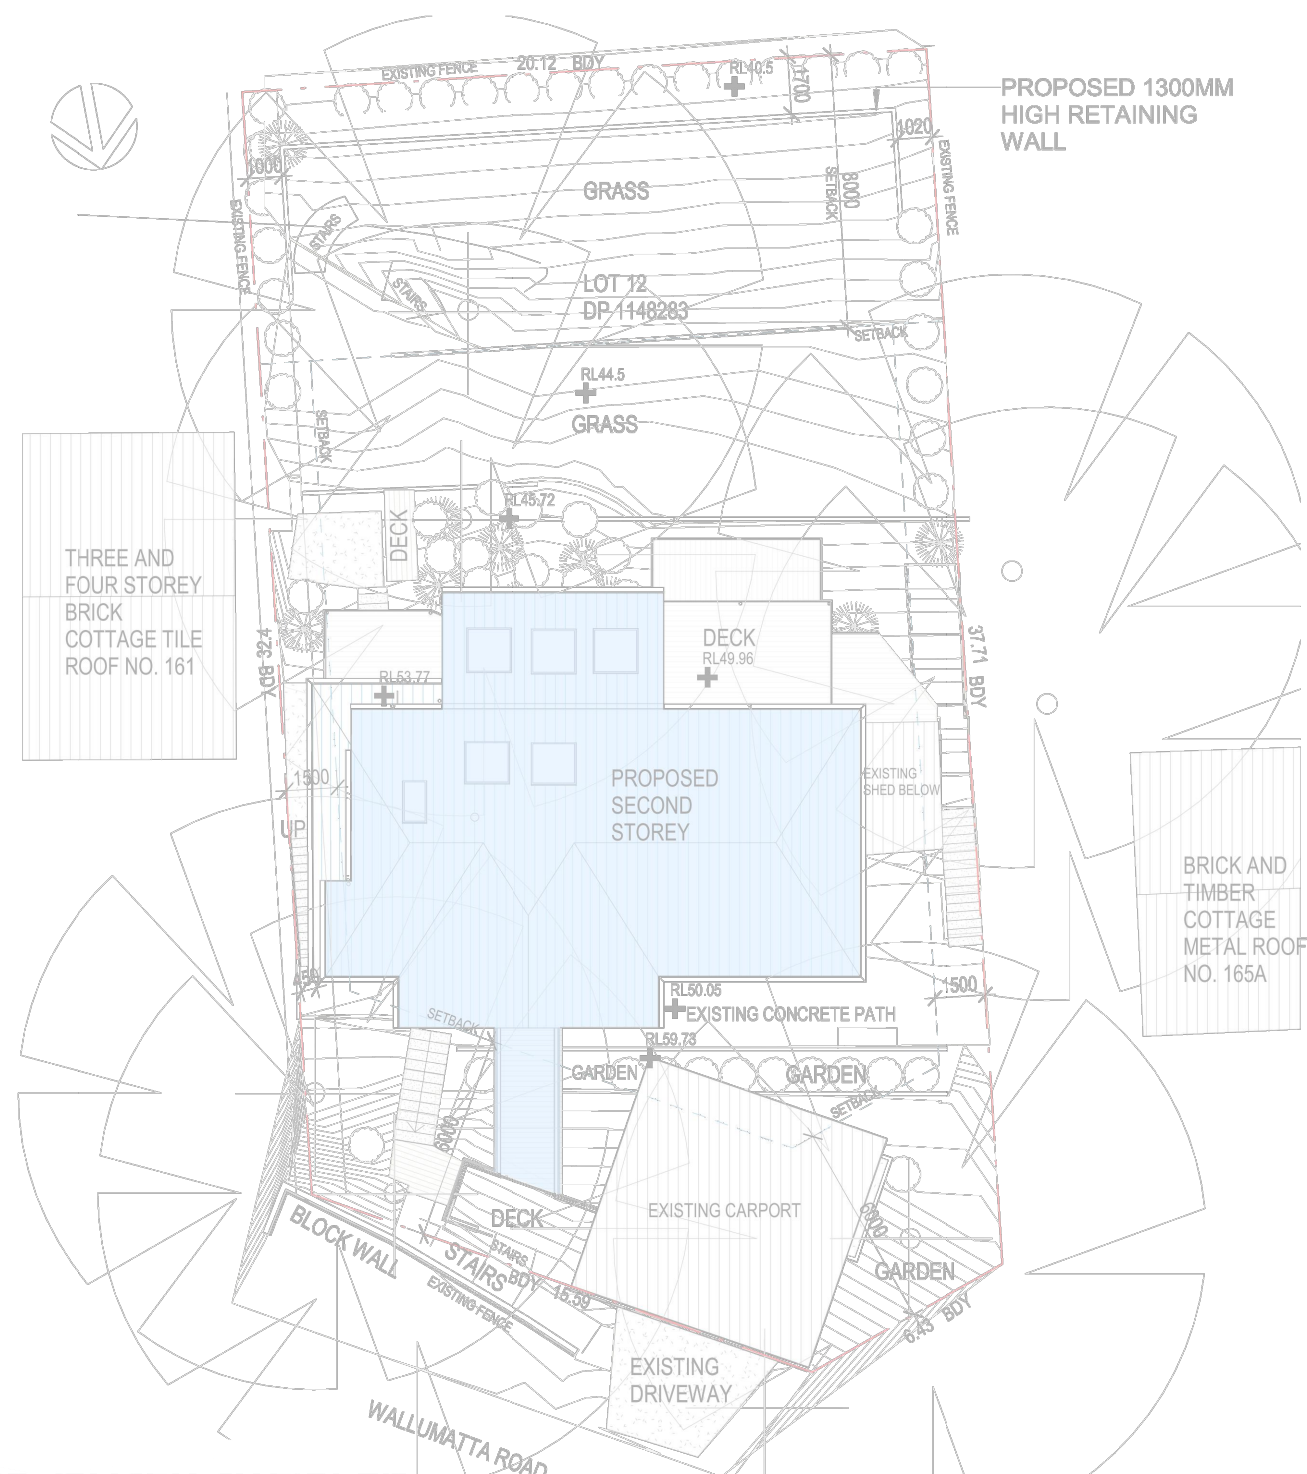 EXISTING FENCE
20.12 BDY
RL40.5
1700
PROPOSED 1300MM
HIGH RETAINING
WALL
1020
1000
GRASS
SETBACK
8000
EXISTING FENCE
EXISTING FENCE
STAIRS
STAIRS
LOT 12
DP 1148283
SETBACK
RL44.5
GRASS
SETBACK
RL45.72
DECK
THREE AND
FOUR STOREY
BRICK
COTTAGE TILE
ROOF NO. 161
BDY 32.4
DECK
RL49.96
37.71 BDY
RL53.77
1500
UP
PROPOSED
SECOND
STOREY
EXISTING
SHED BELOW
BRICK AND
TIMBER
COTTAGE
METAL ROOF
NO. 165A
450
1500
RL50.05
EXISTING CONCRETE PATH
SETBACK
RL59.73
GARDEN
GARDEN
SETBACK
6000
EXISTING CARPORT
6000
DECK
BLOCK WALL
STAIRS
STAIRS
BDY 15.59
EXISTING FENCE
GARDEN
6.43 BDY
EXISTING
DRIVEWAY
WALLUMATTA ROAD